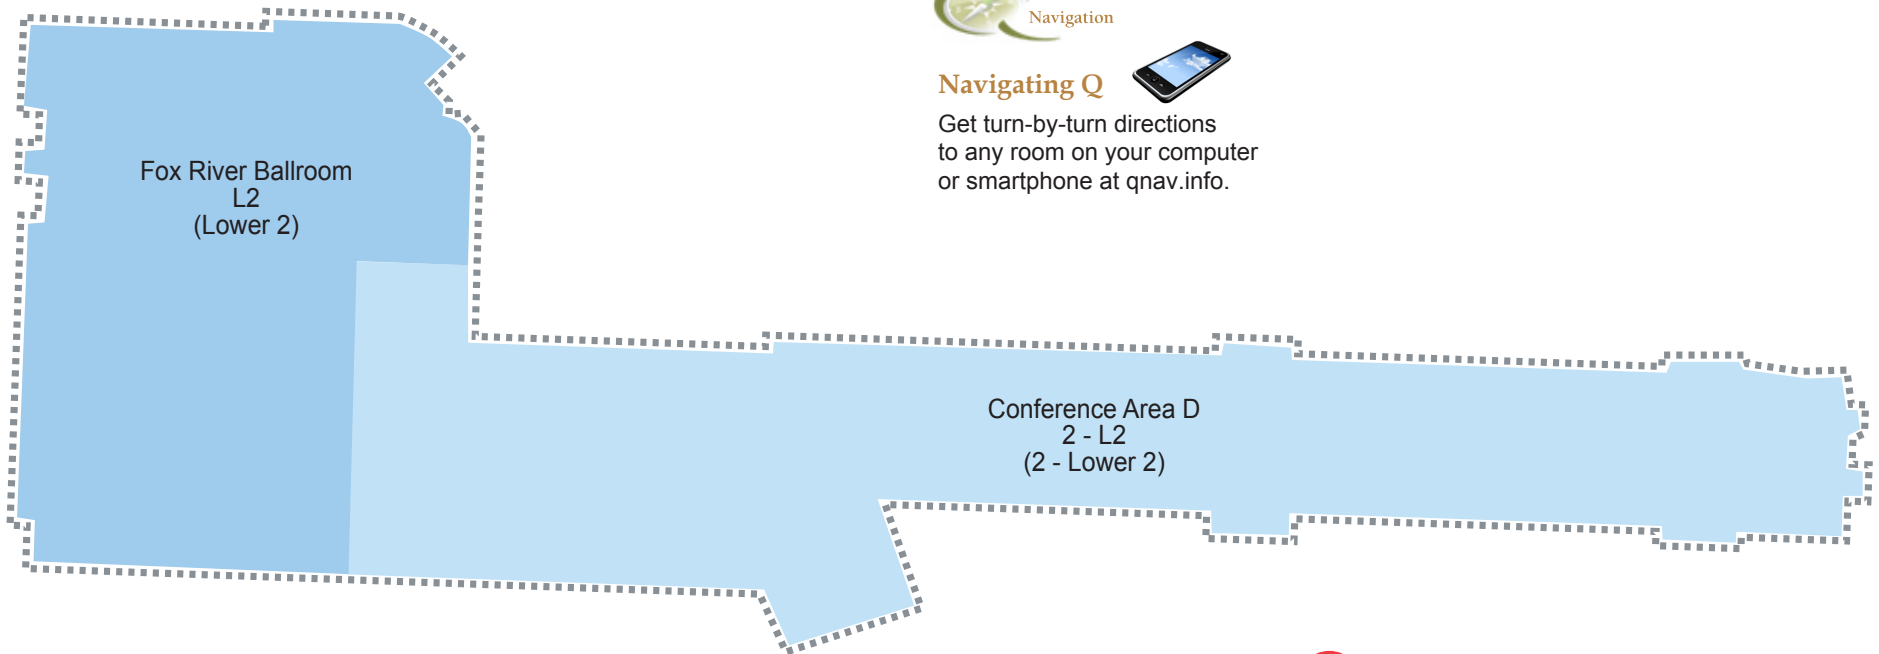 Navigation
Navigating Q
Get turn-by-turn directions
to any room on your computer
or smartphone at qnav.info.
Fox River Ballroom
L2
(Lower 2)
Conference Area D
2 - L2
(2 - Lower 2)